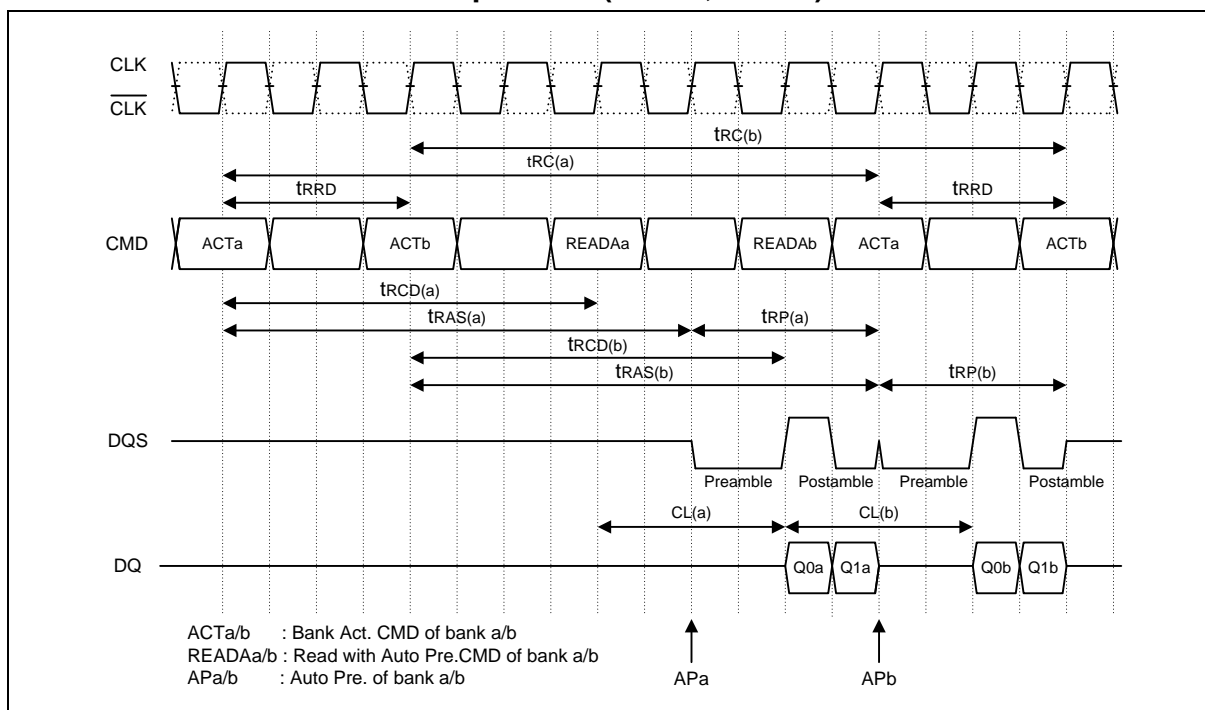 CLK
CLK
tRC(b)
tRC(a)
tRRD tRRD
CMD ACTa ACTb READAa READAb ACTa ACTb
tRCD(a)
tRAS(a) tRP(a)
tRCD(b)
tRAS(b) tRP(b)
DQS
Preamble Postamble Preamble Postamble
CL(a) CL(b)
DQ Q0a Q1a Q0b Q1b
ACTa/b : Bank Act. CMD of bank a/b
READAa/b : Read with Auto Pre.CMD of bank a/b
APa/b : Auto Pre. of bank a/b
APa APb